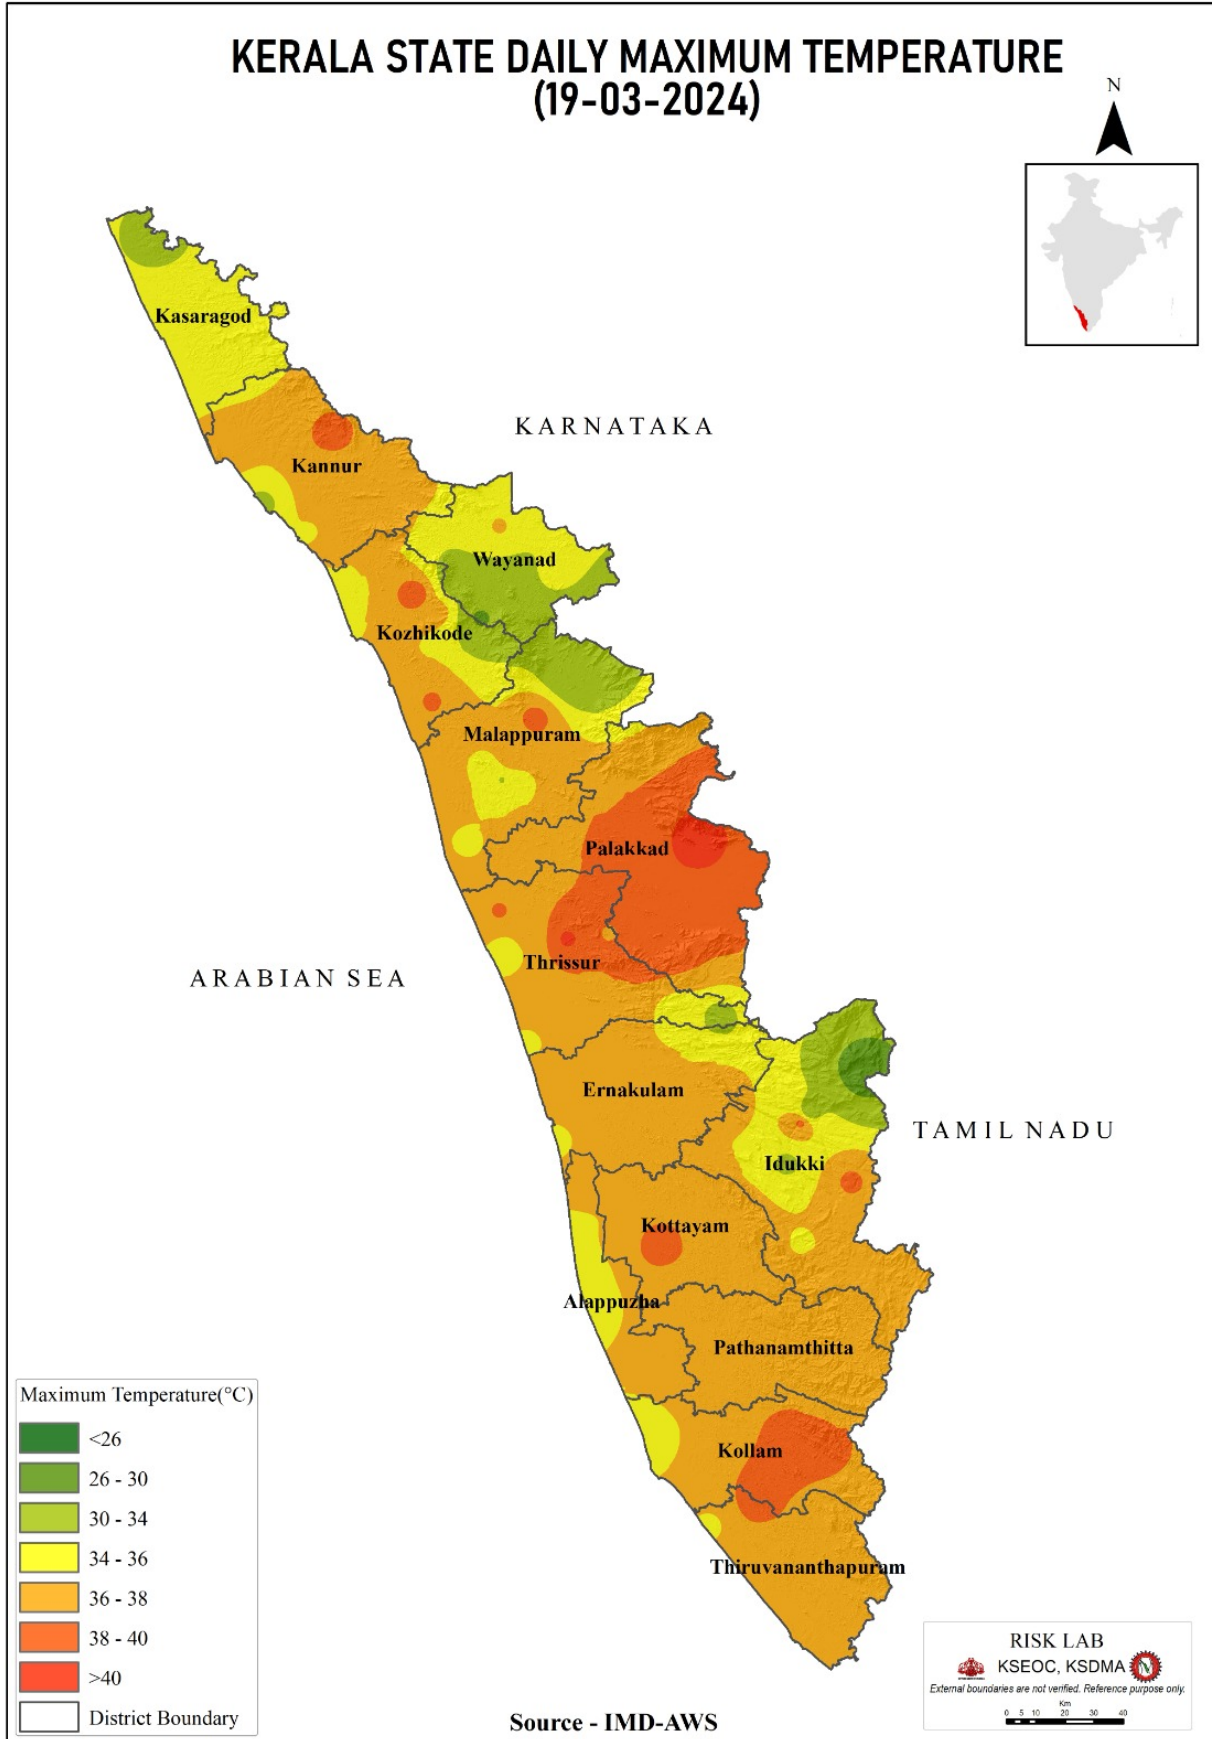 KERALA STATE DAILY MAXIMUM TEMPERATURE
(19-03-2024)
N
Kasaragod
KARNATAKA
Kannur
Wayanad
Kozhikode
Malappuram
Palakkad
Thrissur
ARABIAN SEA
Ernakulam
TAMIL NADU
Idukki
Kottayam
Alappuzha
Pathanamthitta
Kollam
Thiruvananthapuram
Maximum Temperature(°C)
<26
26 - 30
30 - 34
34 - 36
36 - 38
38 - 40
>40
District Boundary
Source - IMD-AWS
RISK LAB
KSEOC, KSDMA
External boundaries are not verified. Reference purpose only.
Km
0 5 10 20 30 40